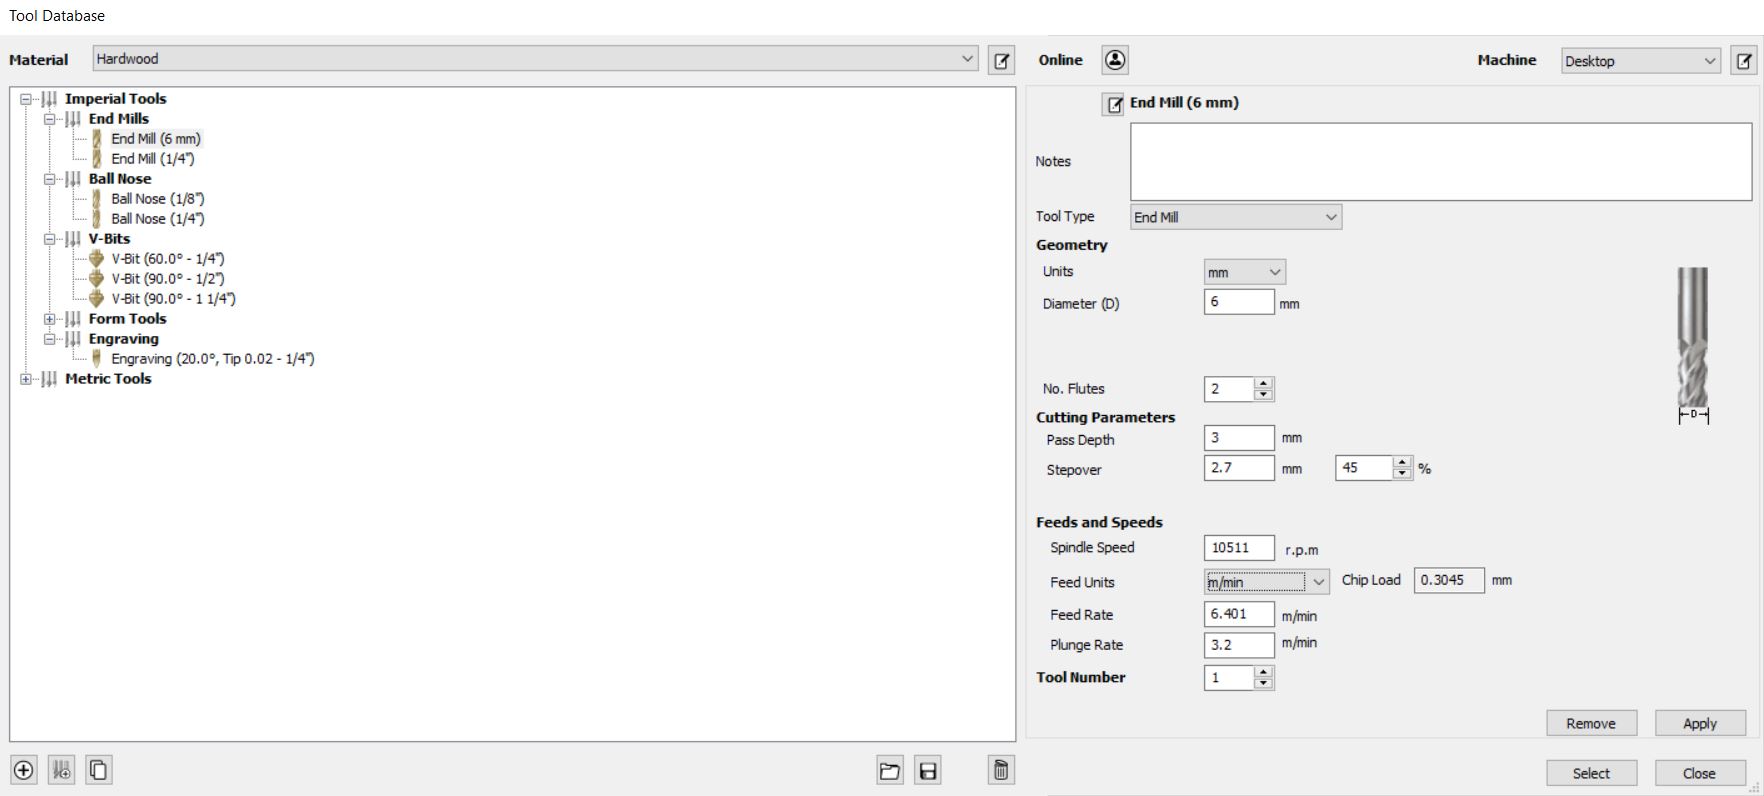 Tool Database
Material Hardwood Online Machine Desktop
Imperial Tools
End Mills
End Mill (6 mm)
End Mill (1/4")
Ball Nose
Ball Nose (1/8")
Ball Nose (1/4")
V-Bits
V-Bit (60.0° - 1/4")
V-Bit (90.0° - 1/2")
V-Bit (90.0° - 1 1/4")
Form Tools
Engraving
Engraving (20.0°, Tip 0.02 - 1/4")
Metric Tools
End Mill (6 mm)
Notes
Tool Type End Mill
Geometry
Units mm
Diameter (D) 6 mm
No. Flutes 2
D
Cutting Parameters
Pass Depth 3 mm
Stepover 2.7 mm 45 %
Feeds and Speeds
Spindle Speed 10511 r.p.m
Feed Units m/min Chip Load 0.3045 mm
Feed Rate 6.401 m/min
Plunge Rate 3.2 m/min
Tool Number 1
Remove Apply
Select Close